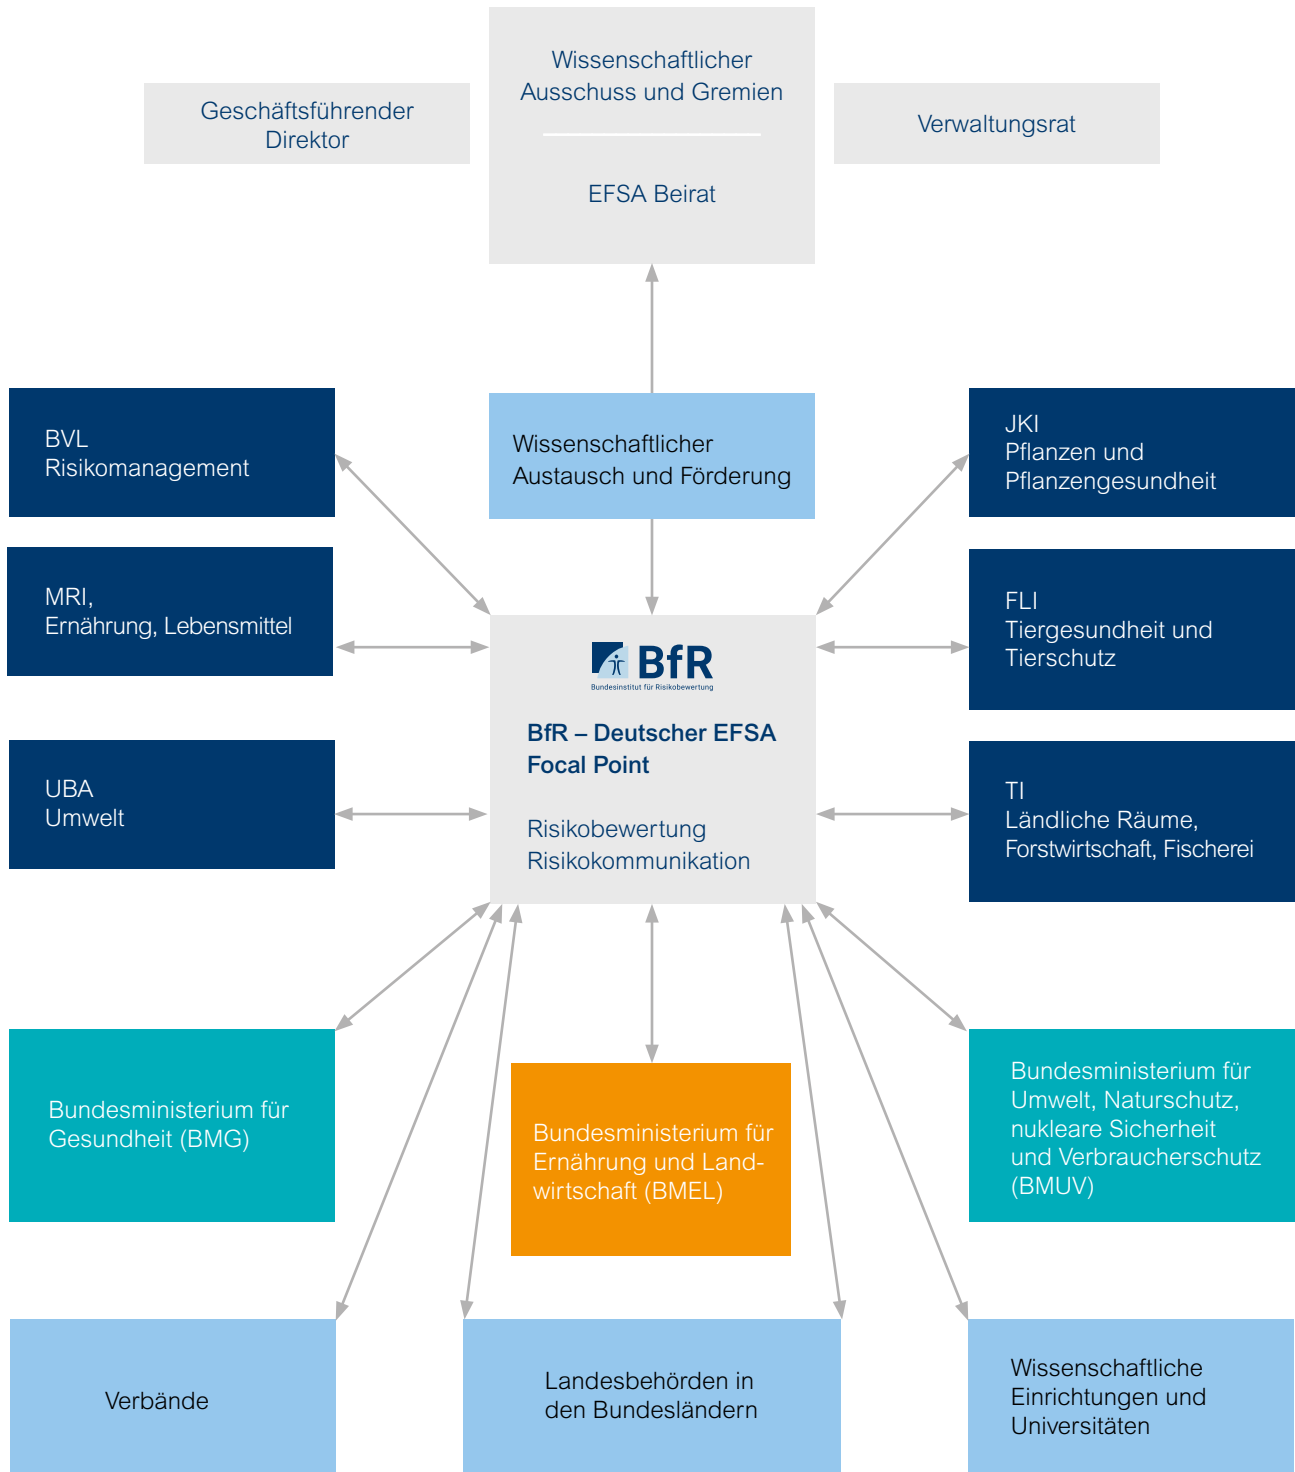 Wissenschaftlicher
Ausschuss und Gremien
EFSA Beirat
Geschäftsführender
Direktor
Verwaltungsrat
Wissenschaftlicher
Austausch und Förderung
BVL
Risikomanagement
JKI
Pflanzen und
Pflanzengesundheit
MRI,
Ernährung, Lebensmittel
FLI
Tiergesundheit und
Tierschutz
BfR
Bundesinstitut für Risikobewertung
BfR – Deutscher EFSA
Focal Point
Risikobewertung
Risikokommunikation
UBA
Umwelt
TI
Ländliche Räume,
Forstwirtschaft, Fischerei
Bundesministerium für
Gesundheit (BMG)
Bundesministerium für
Ernährung und Land-
wirtschaft (BMEL)
Bundesministerium für
Umwelt, Naturschutz,
nukleare Sicherheit
und Verbraucherschutz
(BMUV)
Verbände
Landesbehörden in
den Bundesländern
Wissenschaftliche
Einrichtungen und
Universitäten